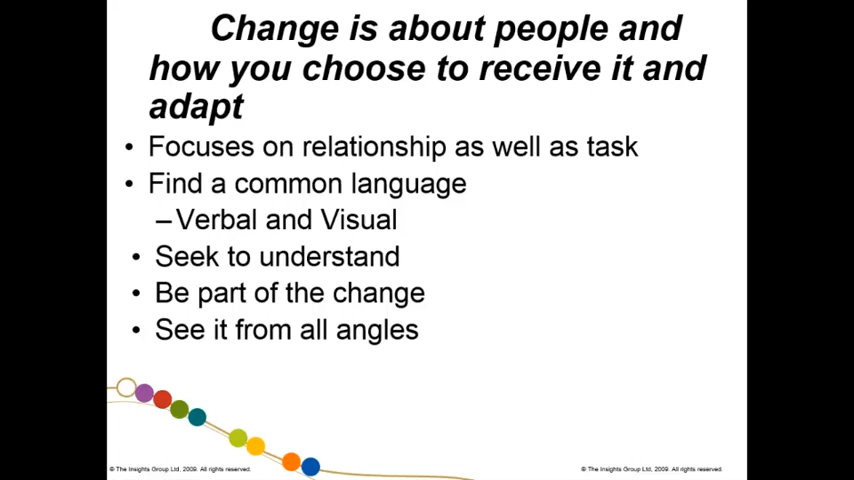 Change is about people and
how you choose to receive it and
adapt
• Focuses on relationship as well as task
• Find a common language
–Verbal and Visual
• Seek to understand
• Be part of the change
• See it from all angles
© The Insights Group Ltd, 2009. All rights reserved.
© The Insights Group Ltd, 2009. All rights reserved.